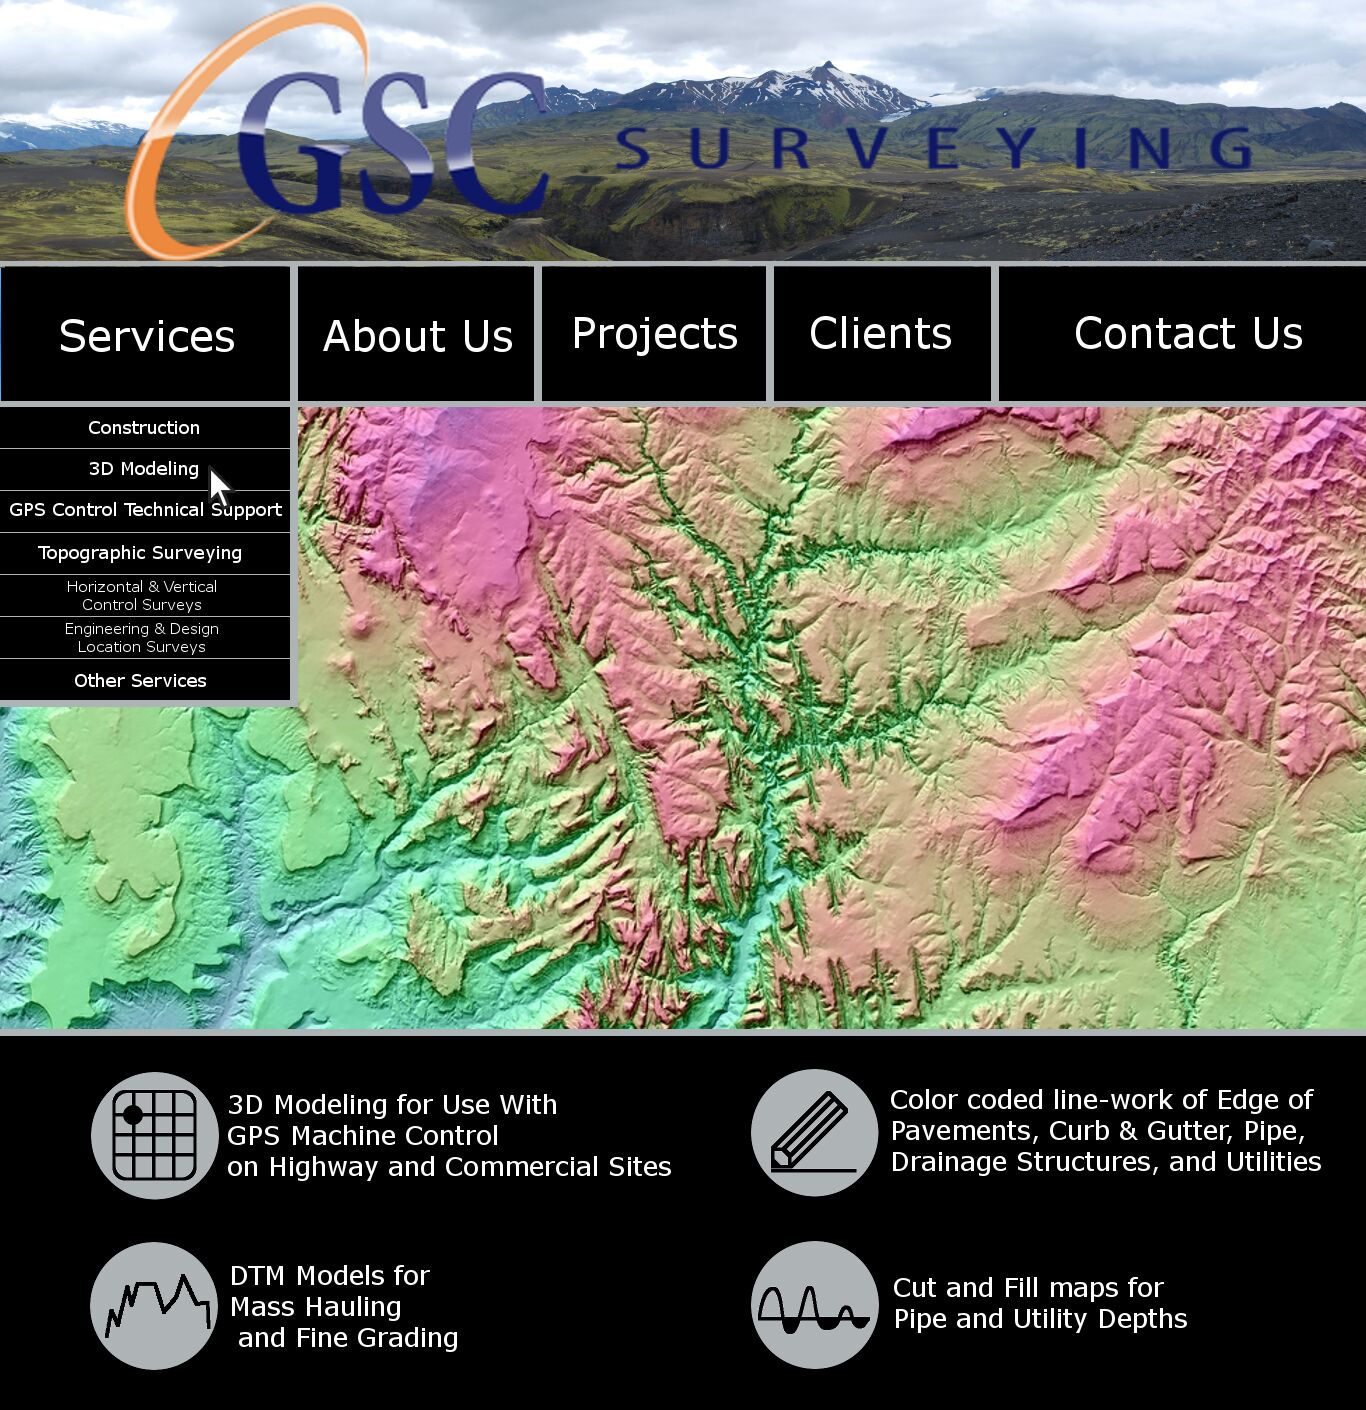 GSC SURVEYING
Services
About Us
Projects
Clients
Contact Us
Construction
3D Modeling
GPS Control Technical Support
Topographic Surveying
Horizontal & Vertical
Control Surveys
Engineering & Design
Location Surveys
Other Services
3D Modeling for Use With
GPS Machine Control
on Highway and Commercial Sites
Color coded line-work of Edge of
Pavements, Curb & Gutter, Pipe,
Drainage Structures, and Utilities
DTM Models for
Mass Hauling
and Fine Grading
Cut and Fill maps for
Pipe and Utility Depths